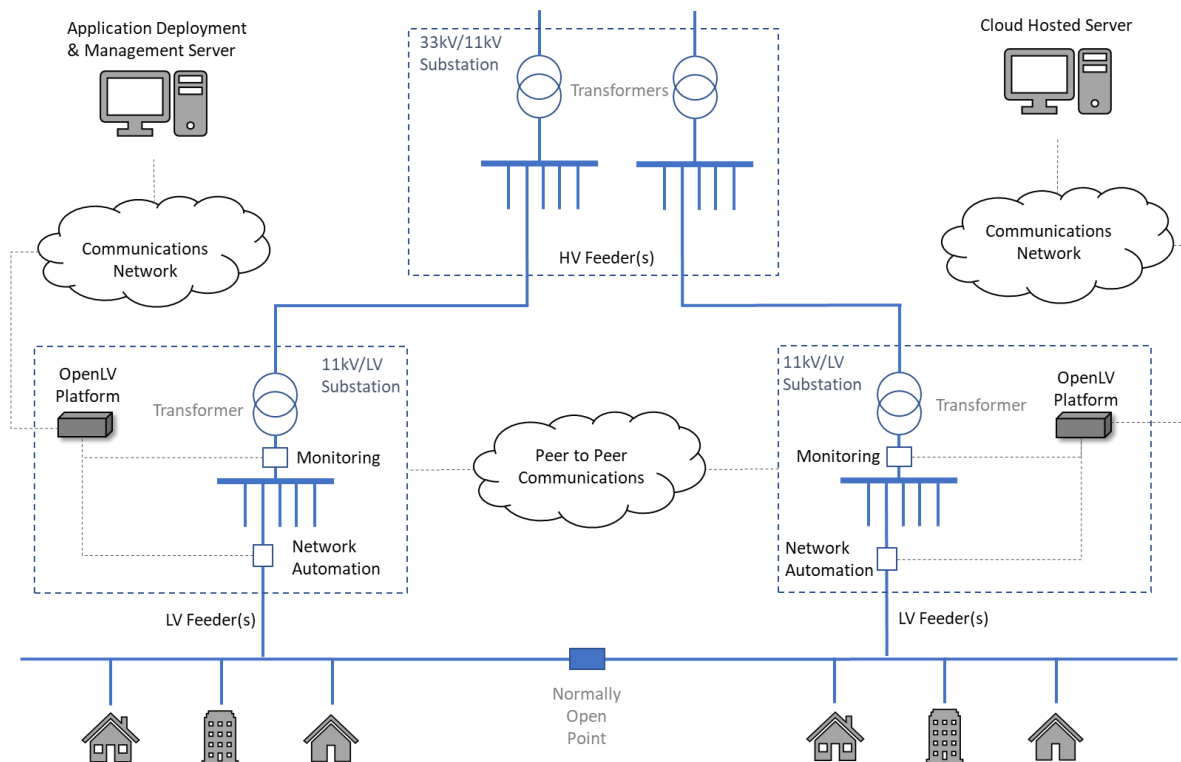 Application Deployment
& Management Server
33kV/11kV
Substation
Transformers
Cloud Hosted Server
Communications
Network
HV Feeder(s)
Communications
Network
11kV/LV
Substation
OpenLV
Platform
Transformer
Monitoring
Network
Automation
LV Feeder(s)
Peer to Peer
Communications
11kV/LV
Substation
OpenLV
Platform
Transformer
Monitoring
Network
Automation
LV Feeder(s)
Normally
Open
Point